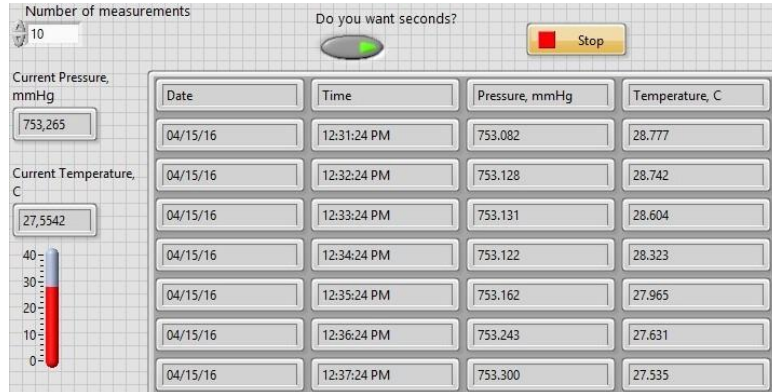 Number of measurements
10
Do you want seconds?
Stop
Current Pressure,
mmHg
753,265
Current Temperature,
C
27,5542
40
30
20
10
0
Date Time Pressure, mmHg Temperature, C
04/15/16 12:31:24 PM 753.082 28.777
04/15/16 12:32:24 PM 753.128 28.742
04/15/16 12:33:24 PM 753.131 28.604
04/15/16 12:34:24 PM 753.122 28.323
04/15/16 12:35:24 PM 753.162 27.965
04/15/16 12:36:24 PM 753.243 27.631
04/15/16 12:37:24 PM 753.300 27.535